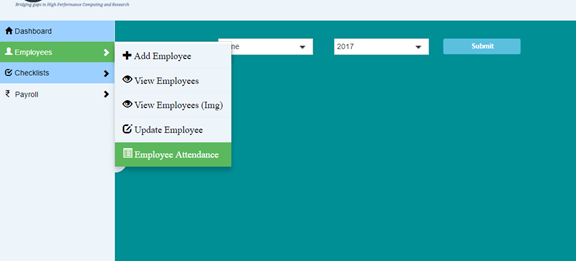 Bridging gaps in High Performance Computing and Research
Dashboard
Employees
Checklists
₹ Payroll
Add Employee
View Employees
View Employees (Img)
Update Employee
Employee Attendance
ne
2017
Submit